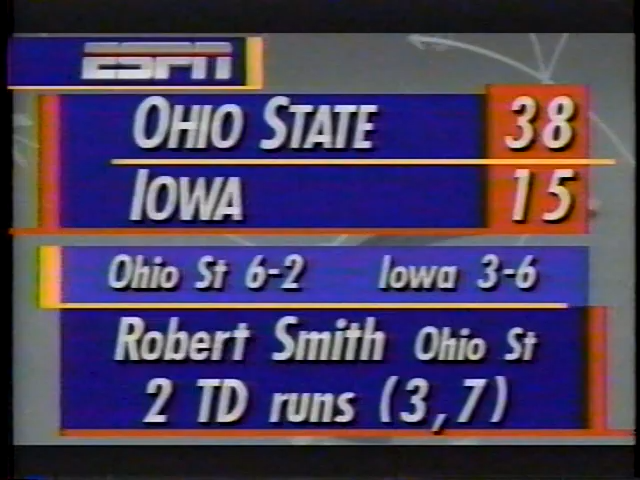 ESPN
OHIO STATE 38
IOWA 15
Ohio St 6-2 Iowa 3-6
Robert Smith Ohio St
2 TD runs (3,7)